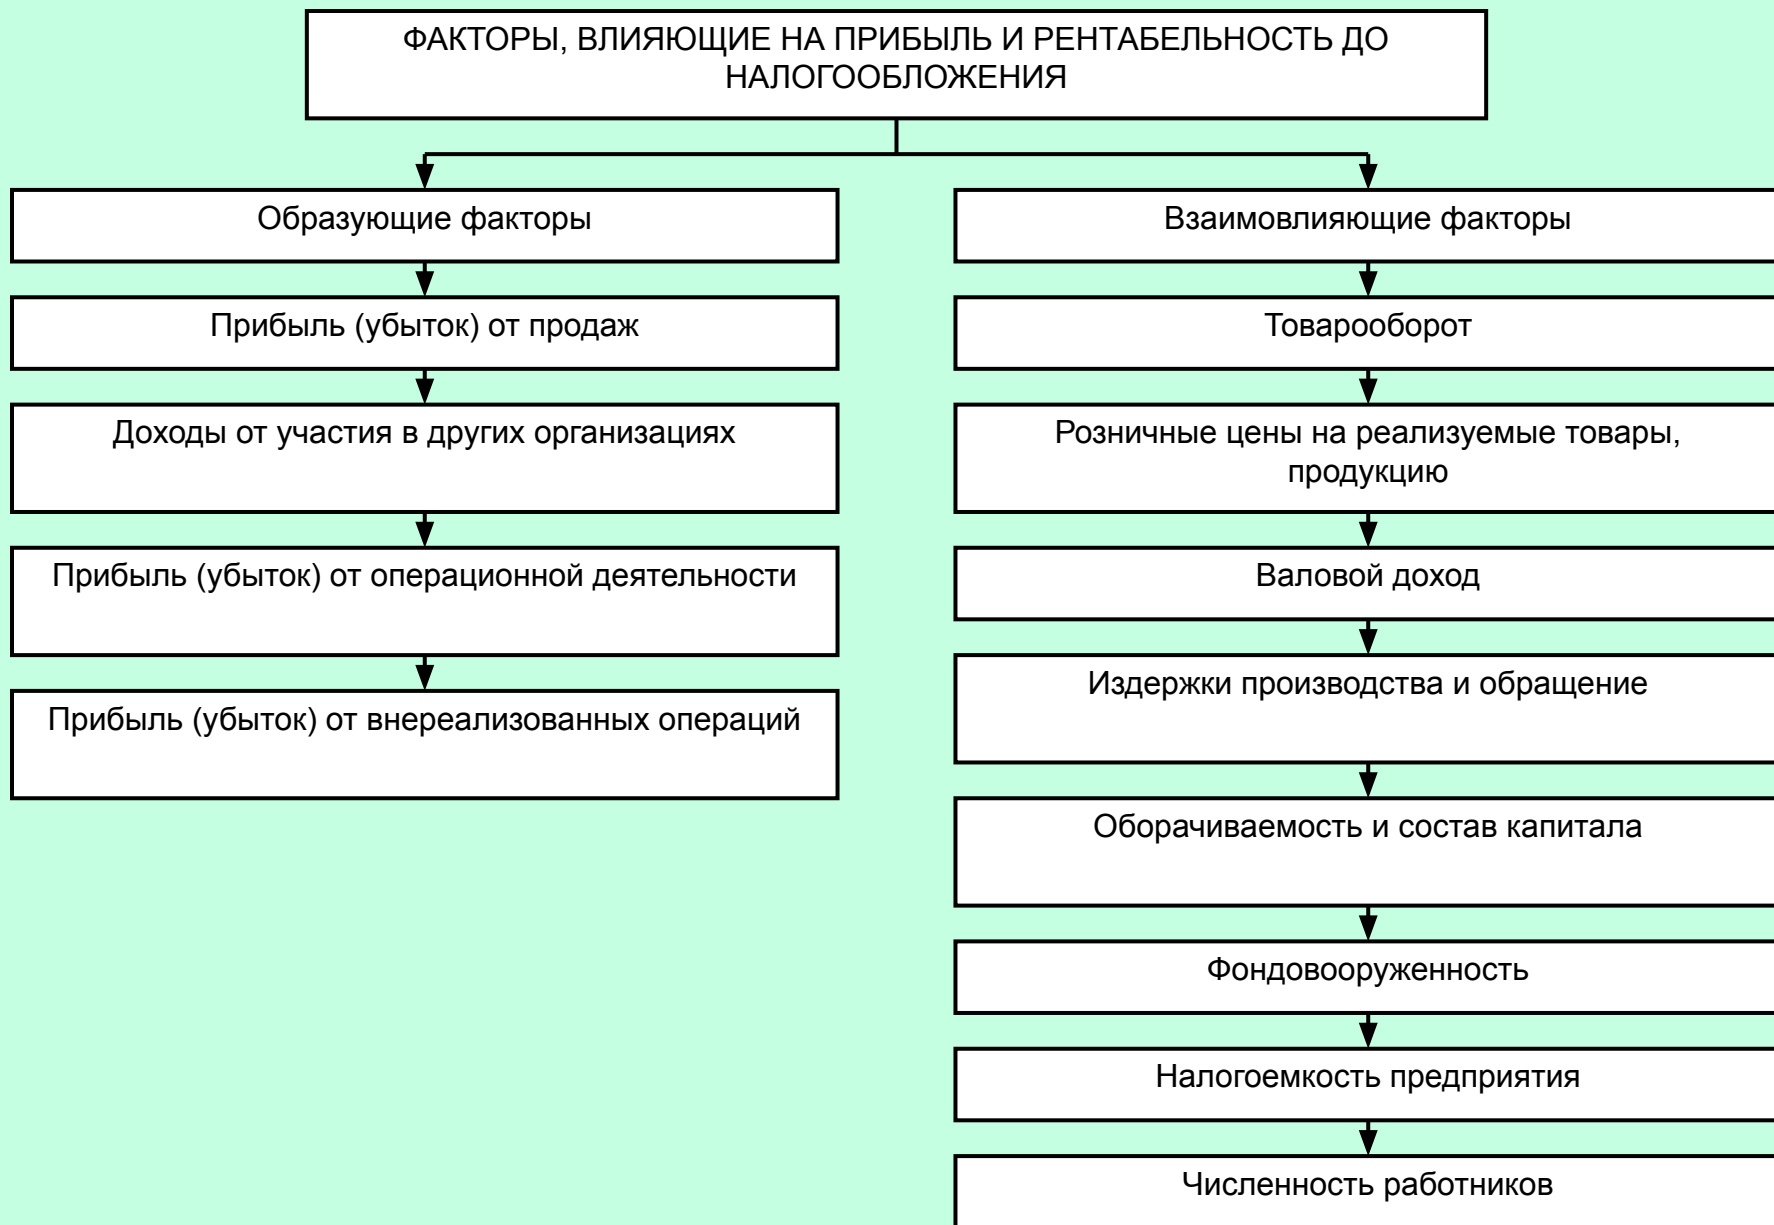 ФАКТОРЫ, ВЛИЯЮЩИЕ НА ПРИБЫЛЬ И РЕНТАБЕЛЬНОСТЬ ДО
НАЛОГООБЛОЖЕНИЯ
Образующие факторы
Прибыль (убыток) от продаж
Доходы от участия в других организациях
Прибыль (убыток) от операционной деятельности
Прибыль (убыток) от внереализованных операций
Взаимовлияющие факторы
Товарооборот
Розничные цены на реализуемые товары,
продукцию
Валовой доход
Издержки производства и обращение
Оборачиваемость и состав капитала
Фондовооруженность
Налогоемкость предприятия
Численность работников